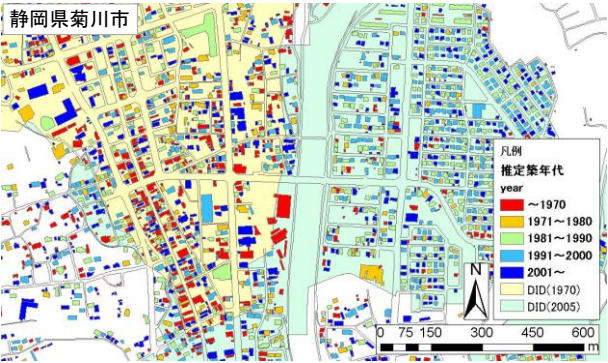 静岡県菊川市
凡例
推定築年代
year
～1970
1971～1980
1981～1990
1991～2000
2001～
DID(1970)
DID(2005)
N
0 75 150 300 450 600
m